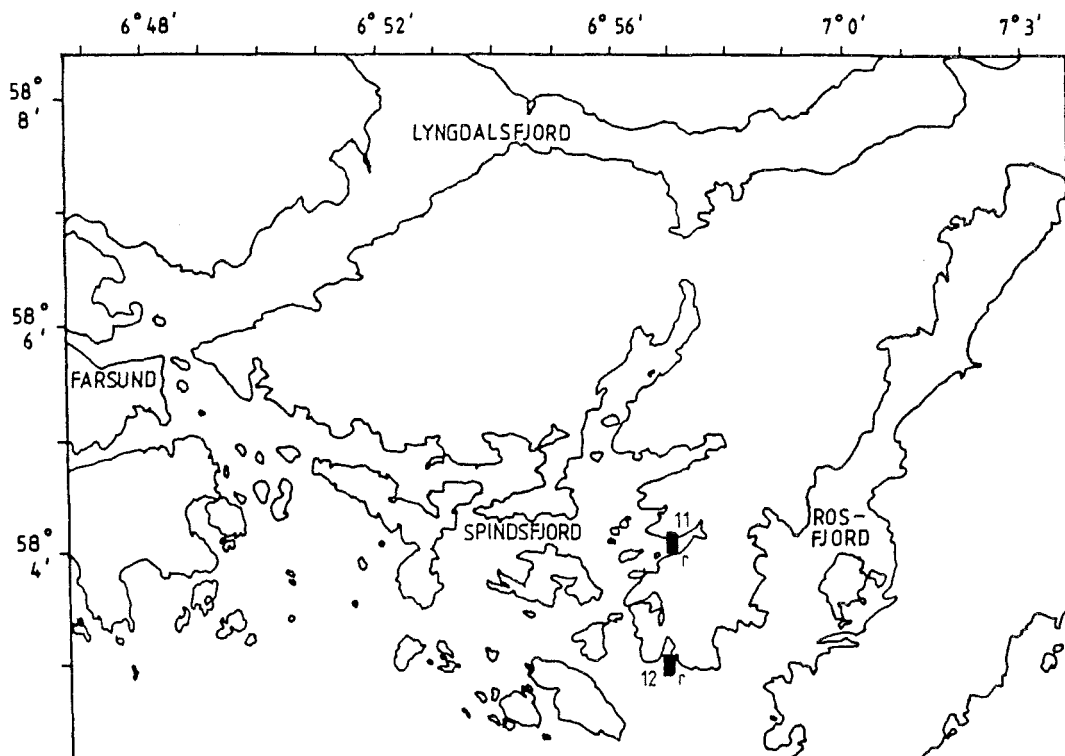 6° 48' 6° 52' 6° 56' 7° 0' 7° 3'
58°
8'
LYNGDALSFJORD
58°
6'
FARSUND
11
SPINDSFJORD
ROS-
FJORD
58°
4'
r
12 r